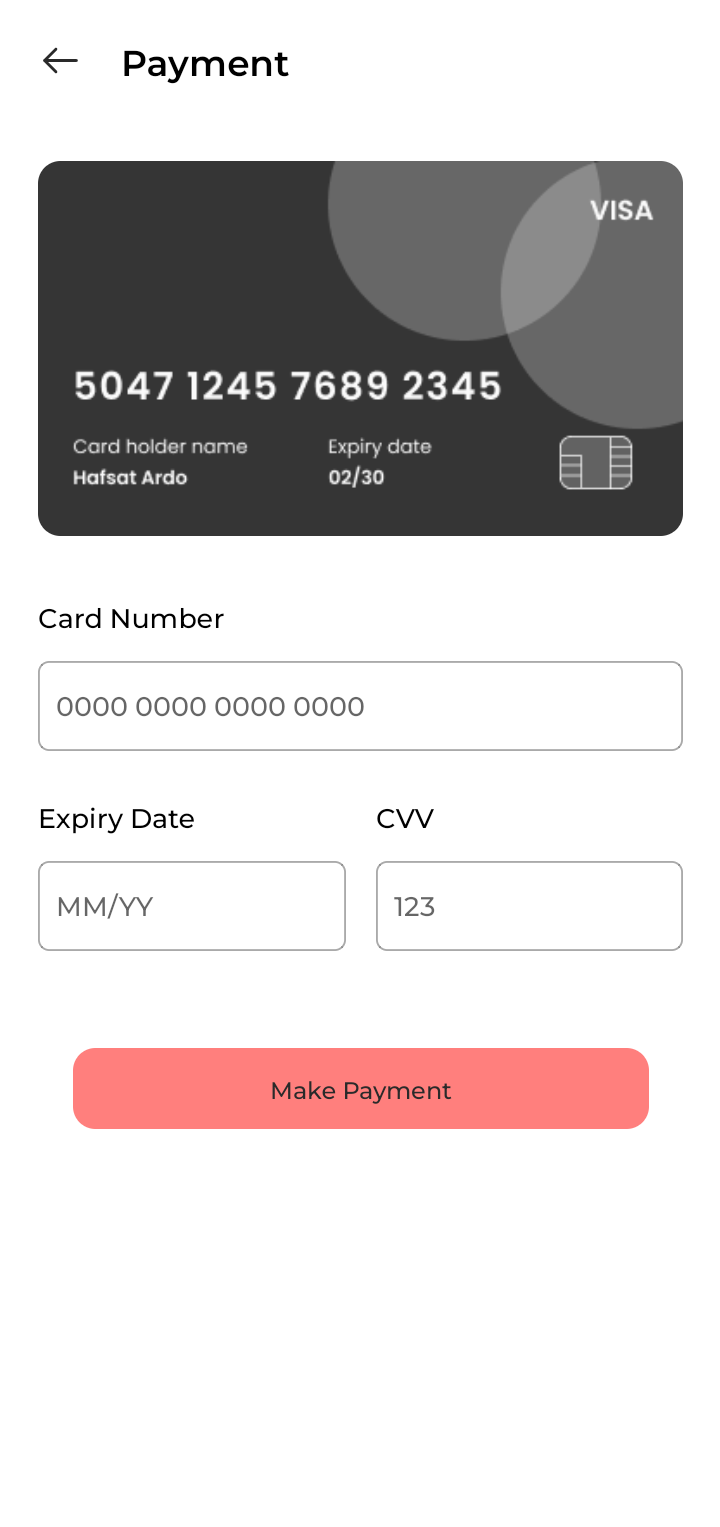 Payment
VISA
5047 1245 7689 2345
Card holder name Expiry date
Hafsat Ardo 02/30
Card Number
0000 0000 0000 0000
Expiry Date CVV
MM/YY 123
Make Payment